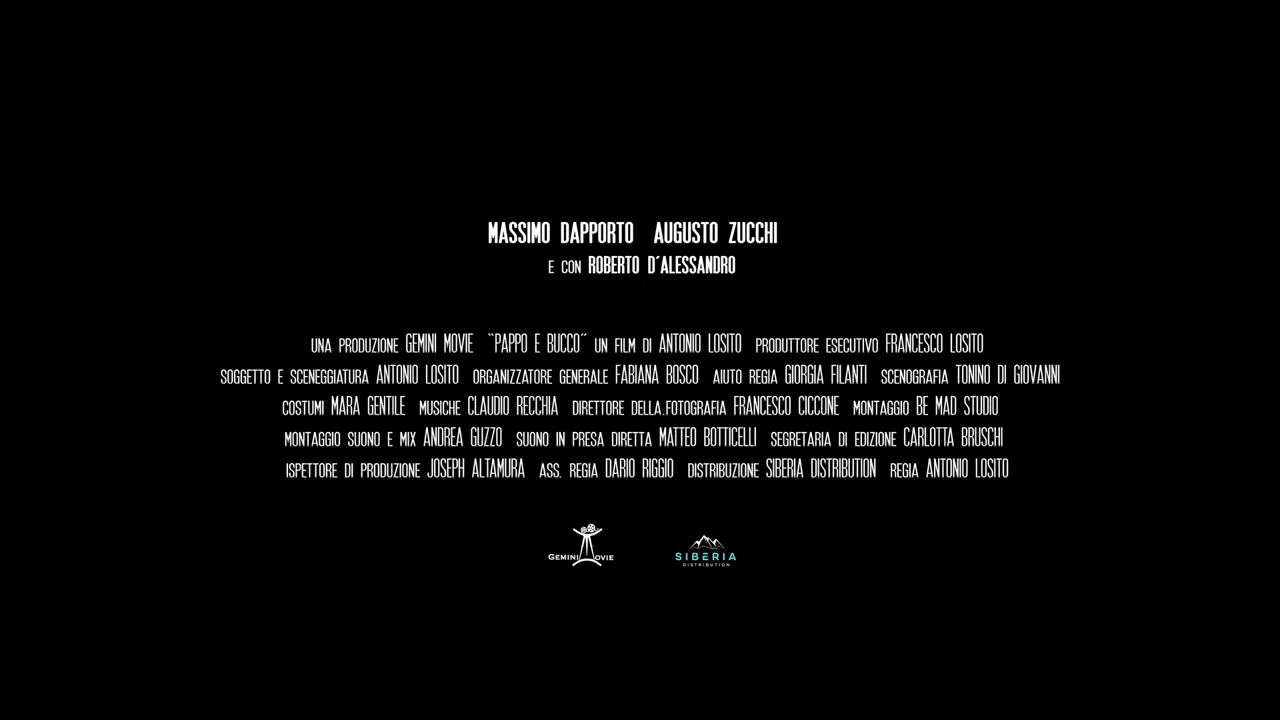 MASSIMO DAPPORTO AUGUSTO ZUCCHI
E CON ROBERTO D'ALESSANDRO
UNA PRODUZIONE GEMINI MOVIE "PAPPO E BUCCO" UN FILM DI ANTONIO LOSITO PRODUTTORE ESECUTIVO FRANCESCO LOSITO
SOGGETTO E SCENEGGIATURA ANTONIO LOSITO ORGANIZZATORE GENERALE FABIANA BOSCO AIUTO REGIA GIORGIA FILANTI SCENOGRAFIA TONINO DI GIOVANNI
COSTUMI MARA GENTILE MUSICHE CLAUDIO RECCHIA DIRETTORE DELLA.FOTOGRAFIA FRANCESCO CICCONE MONTAGGIO BE MAD STUDIO
MONTAGGIO SUONO E MIX ANDREA GUZZO SUONO IN PRESA DIRETTA MATTEO BOTTICELLI SEGRETARIA DI EDIZIONE CARLOTTA BRUSCHI
ISPETTORE DI PRODUZIONE JOSEPH ALTAMURA ASS. REGIA DARIO RIGGIO DISTRIBUZIONE SIBERIA DISTRIBUTION REGIA ANTONIO LOSITO
GEMINI MOVIE
SIBERIA
DISTRIBUTION